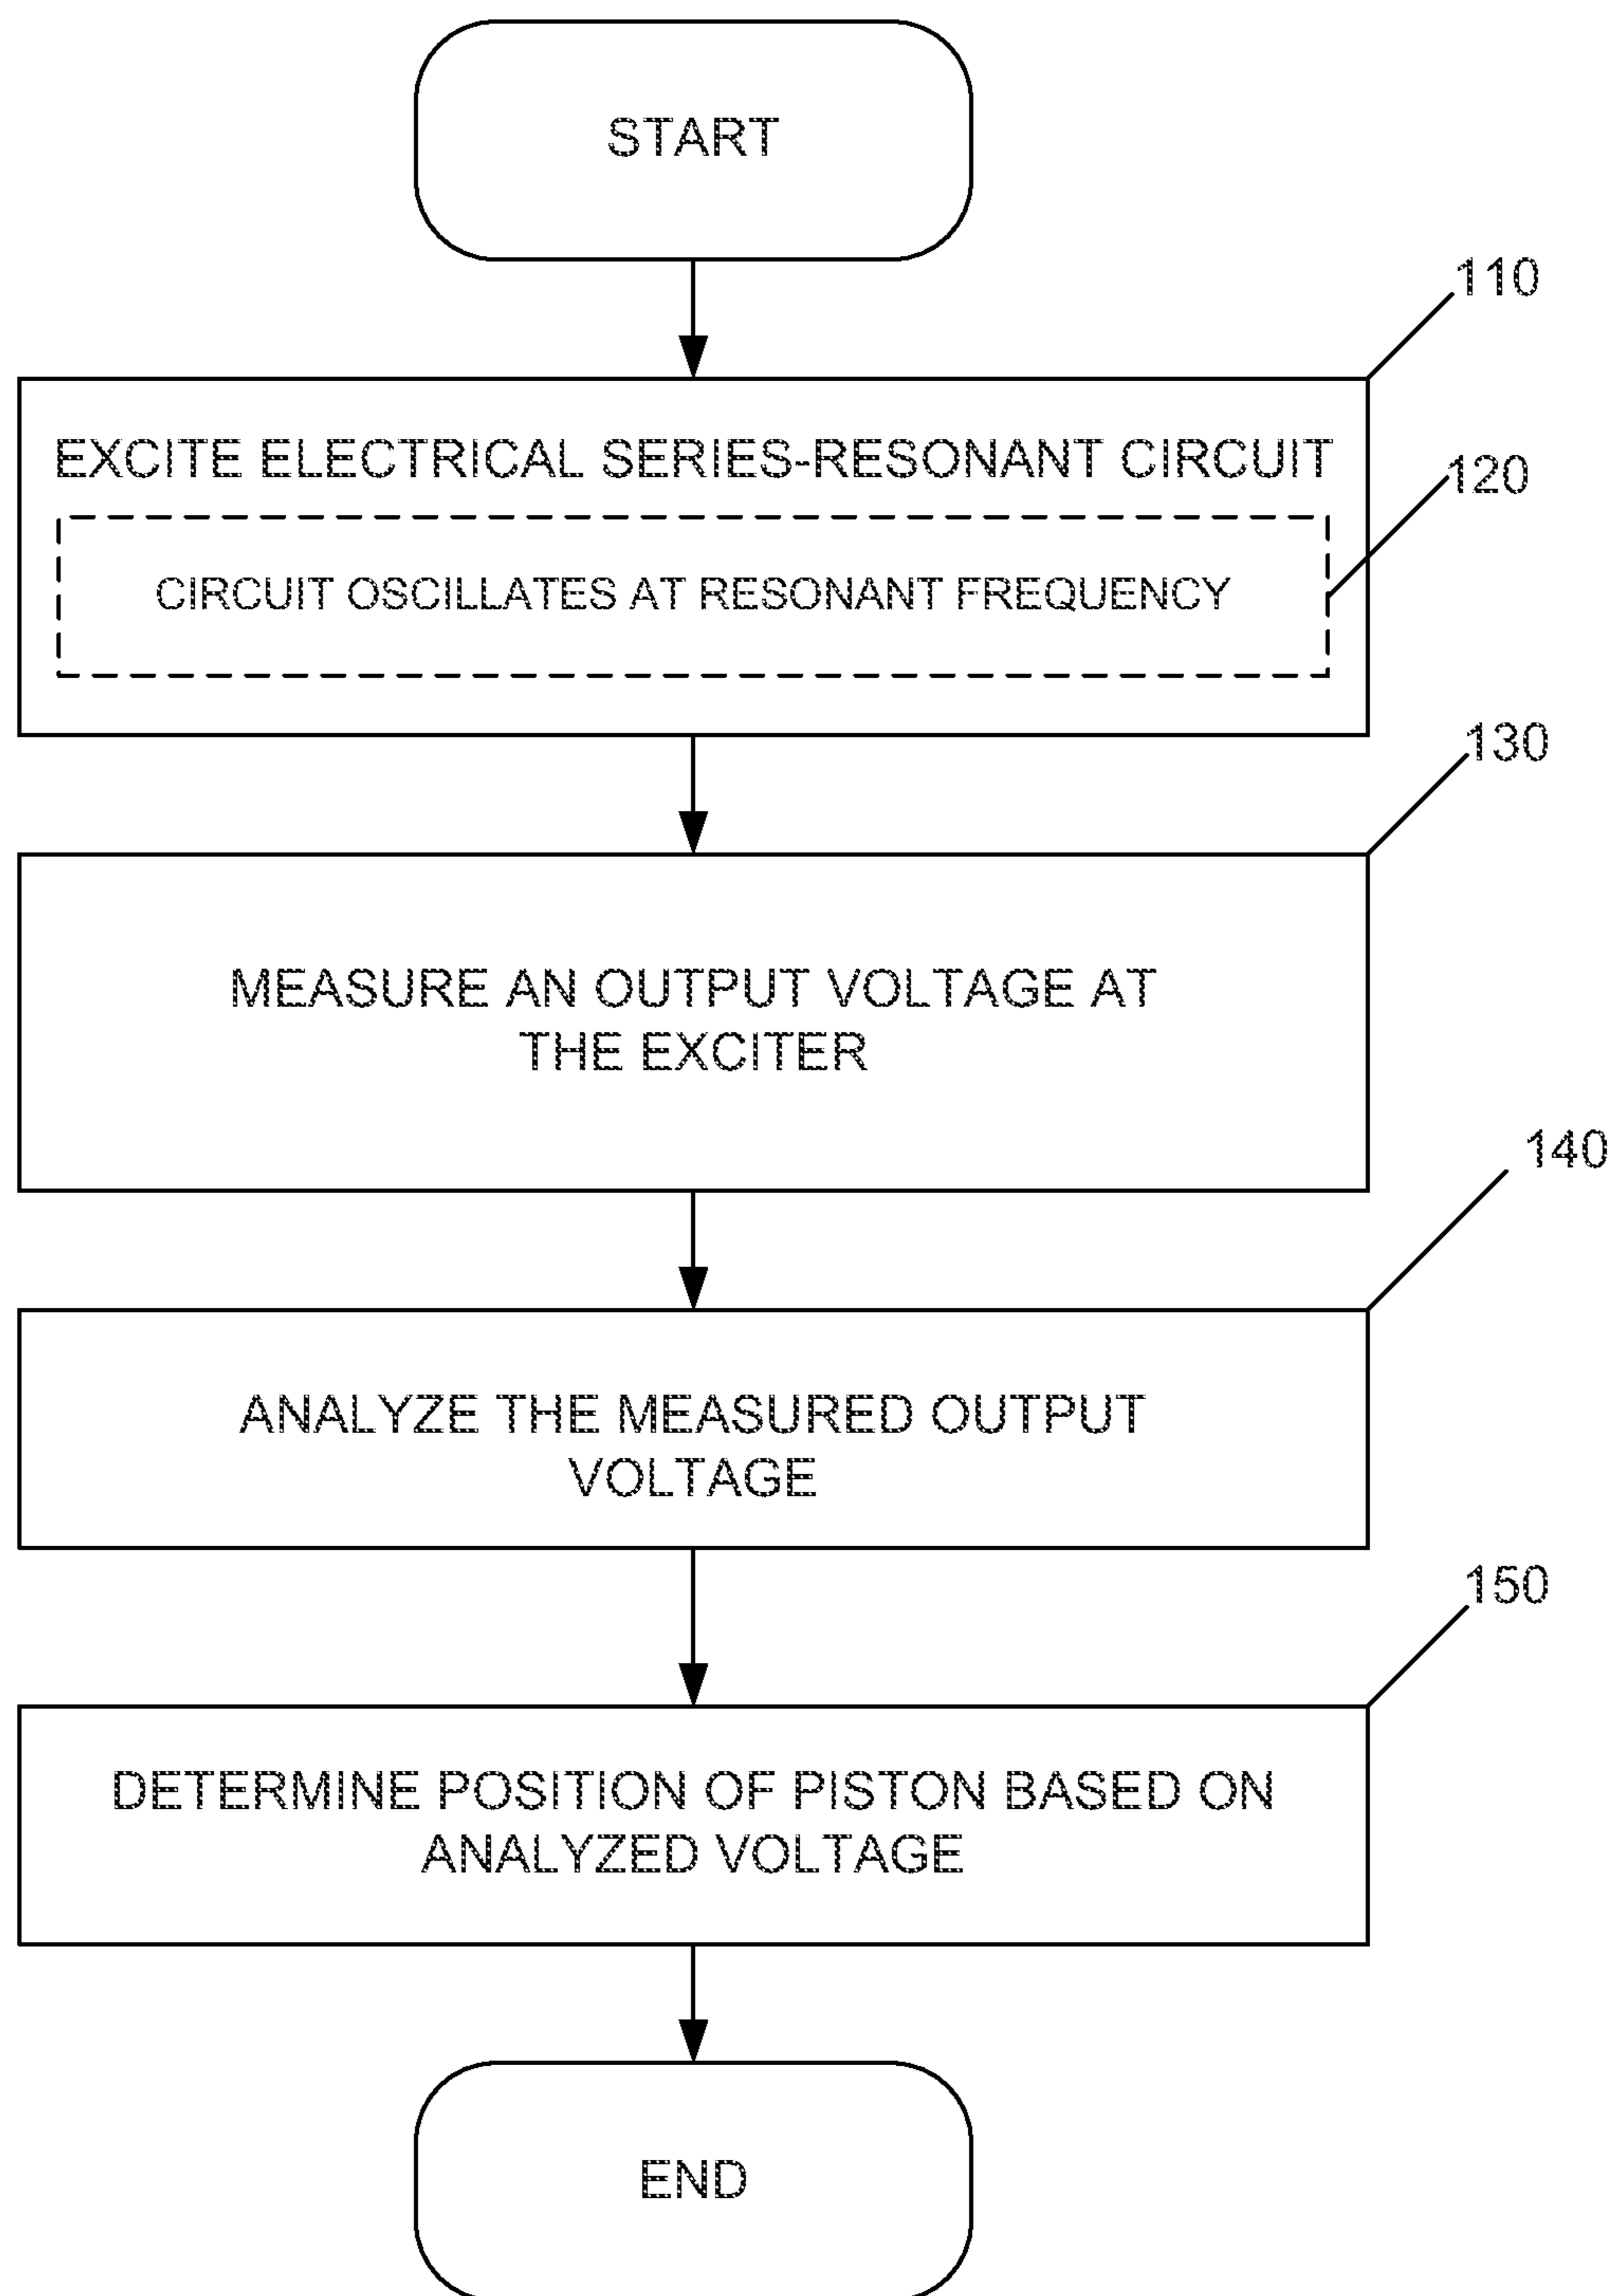 START
110
EXCITE ELECTRICAL SERIES-RESONANT CIRCUIT
120
CIRCUIT OSCILLATES AT RESONANT FREQUENCY
130
MEASURE AN OUTPUT VOLTAGE AT
THE EXCITER
140
ANALYZE THE MEASURED OUTPUT
VOLTAGE
150
DETERMINE POSITION OF PISTON BASED ON
ANALYZED VOLTAGE
END